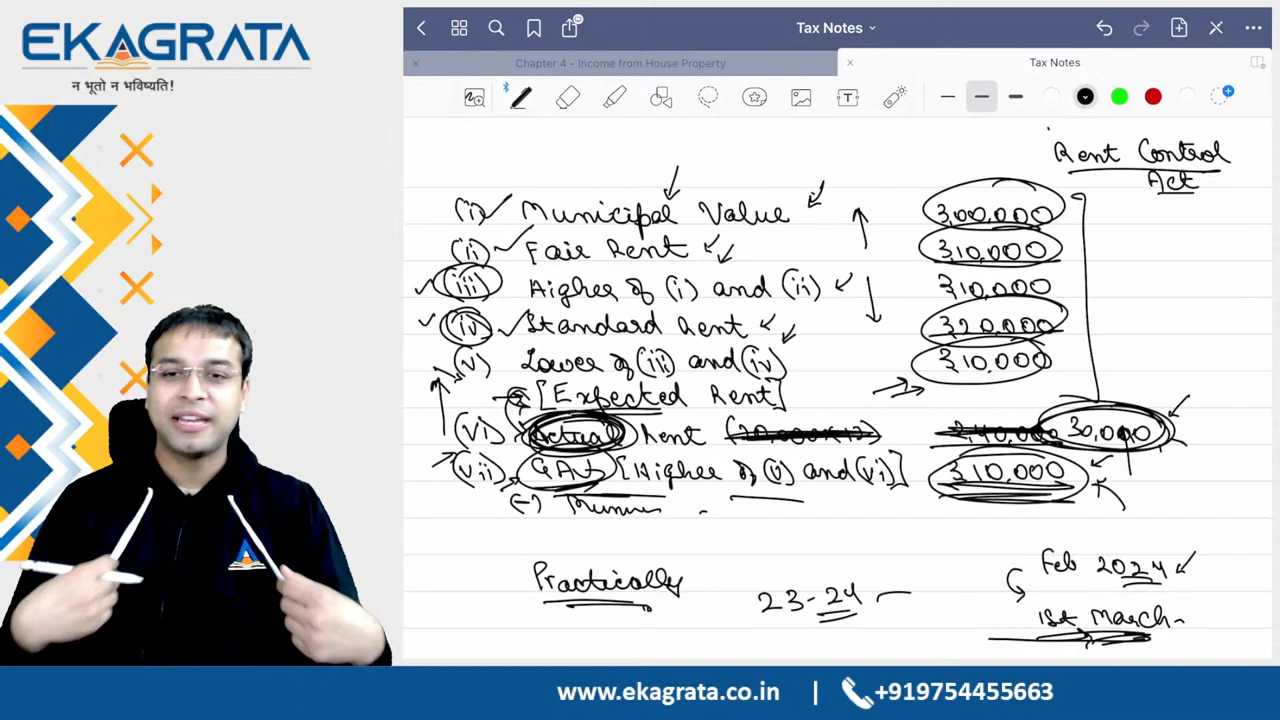 EKAGRATA
न भूतो न भविष्यति!
Tax Notes
Chapter 4 - Income from House Property
Tax Notes
Rent Control
Act
(i) Municipal Value 3,00,000
(ii) Fair Rent 3,10,000
(iii) Higher of (i) and (ii) 3,10,000
(iv) Standard Rent 3,20,000
(v) Lower of (iii) and (iv) 3,10,000
[Expected Rent]
(vi) Actual Rent 30,000
(vii) GAV [Higher of (v) and (vi)] 3,10,000
(-)
Practically 23-24
Feb 2024
1st March
www.ekagrata.co.in | +919754455663